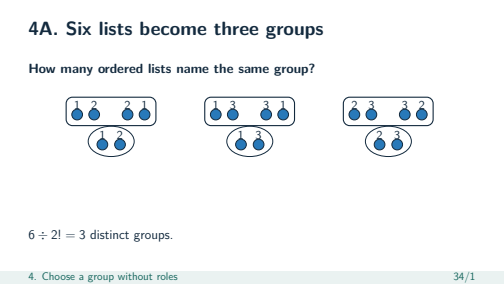 4A. Six lists become three groups
How many ordered lists name the same group?
1 2 2 1 1 3 3 1 2 3 3 2
1 2 1 3 2 3
6 ÷ 2! = 3 distinct groups.
4. Choose a group without roles 34/1